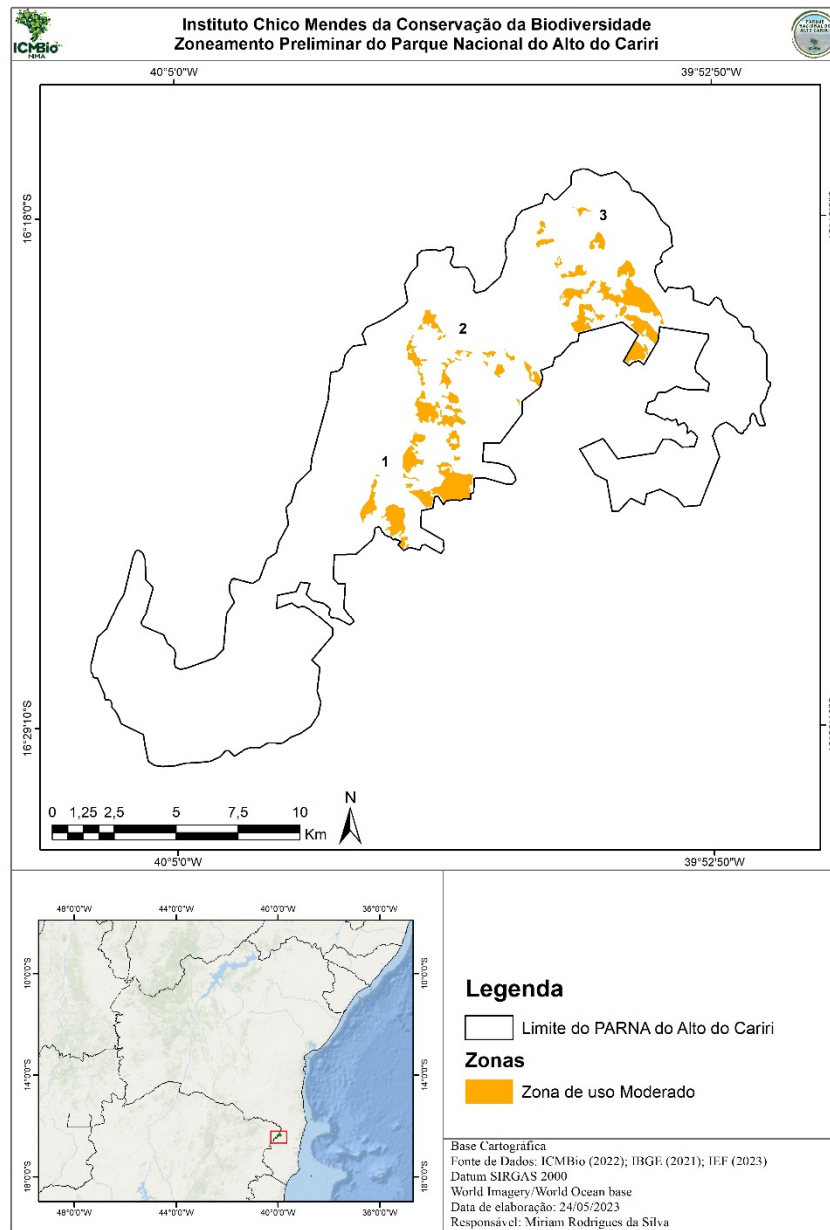 Instituto Chico Mendes da Conservação da Biodiversidade
Zoneamento Preliminar do Parque Nacional do Alto do Cariri
ICMBio
MMA
PARQUE
NACIONAL DO
ALTO CARIRI
40°5'0"W
39°52'50"W
16°18'0"S
3
2
1
16°29'10"S
0 1,25 2,5 5 7,5 10
Km
N
40°5'0"W
39°52'50"W
48°0'0"W
44°0'0"W
40°0'0"W
36°0'0"W
10°0'0"S
10°0'0"S
14°0'0"S
14°0'0"S
18°0'0"S
18°0'0"S
48°0'0"W
44°0'0"W
40°0'0"W
36°0'0"W
Legenda
Limite do PARNA do Alto do Cariri
Zonas
Zona de uso Moderado
Base Cartográfica
Fonte de Dados: ICMBio (2022); IBGE (2021); IEF (2023)
Datum SIRGAS 2000
World Imagery/World Ocean base
Data de elaboração: 24/05/2023
Responsável: Miriam Rodrigues da Silva